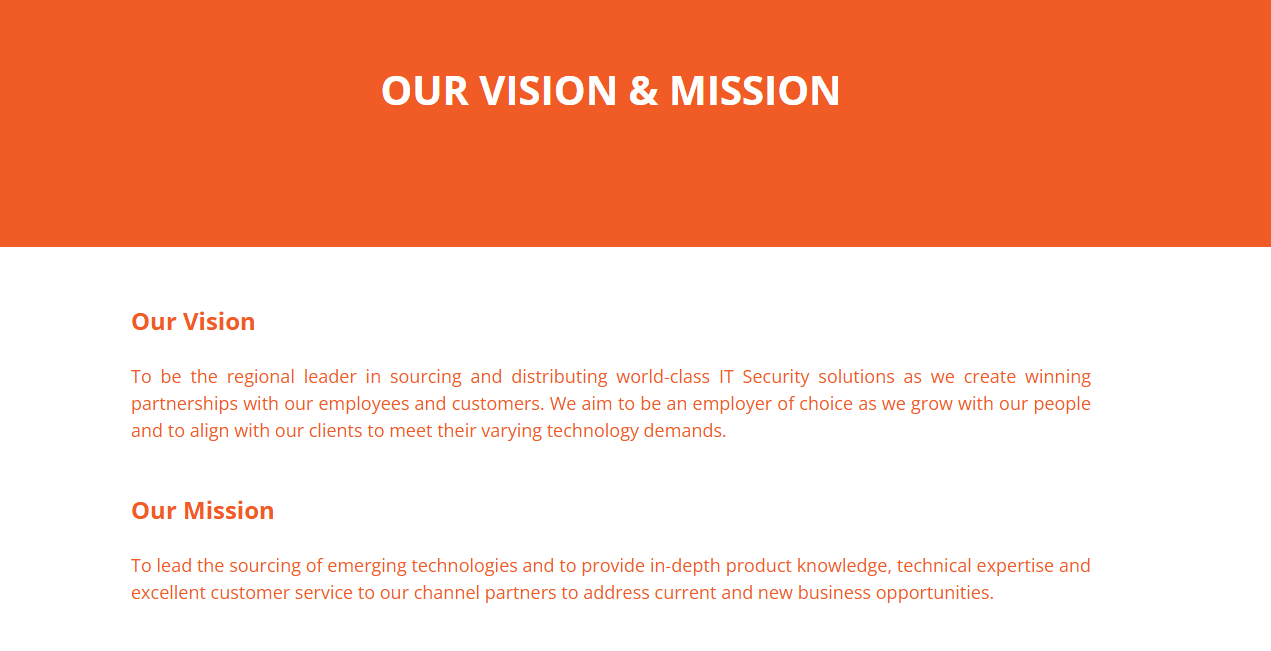 OUR VISION & MISSION
Our Vision
To be the regional leader in sourcing and distributing world-class IT Security solutions as we create winning
partnerships with our employees and customers. We aim to be an employer of choice as we grow with our people
and to align with our clients to meet their varying technology demands.
Our Mission
To lead the sourcing of emerging technologies and to provide in-depth product knowledge, technical expertise and
excellent customer service to our channel partners to address current and new business opportunities.